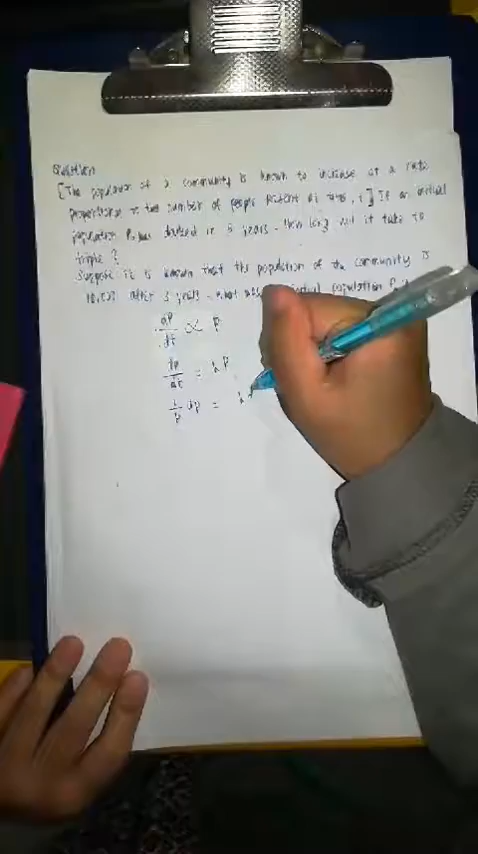 Question
[The population of a community is known to increase at a rate
proportional to the number of people present at time, t ] If an initial
population P₀ has doubled in 5 years, how long will it take to
triple ?
Suppose it is known that the population of the community is
10,000 after 3 years. what was initial population P
dP/dt ∝ P
dp/dt = kP
1/p dp = k